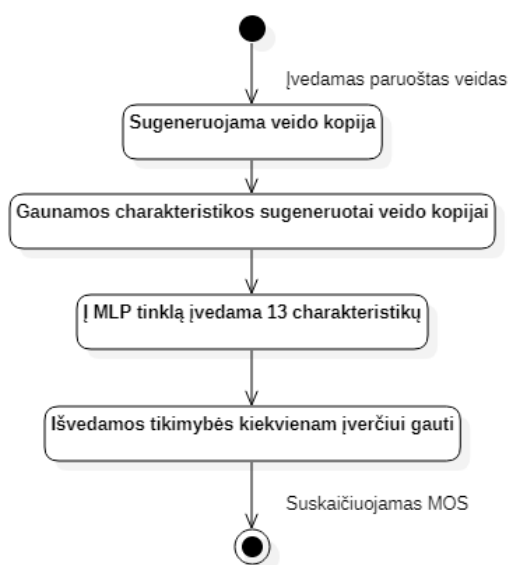 Įvedamas paruoštas veidas
Sugeneruojama veido kopija
Gaunamos charakteristikos sugeneruotai veido kopijai
Į MLP tinklą įvedama 13 charakteristikų
Išvedamos tikimybės kiekvienam įverčiui gauti
Suskaičiuojamas MOS